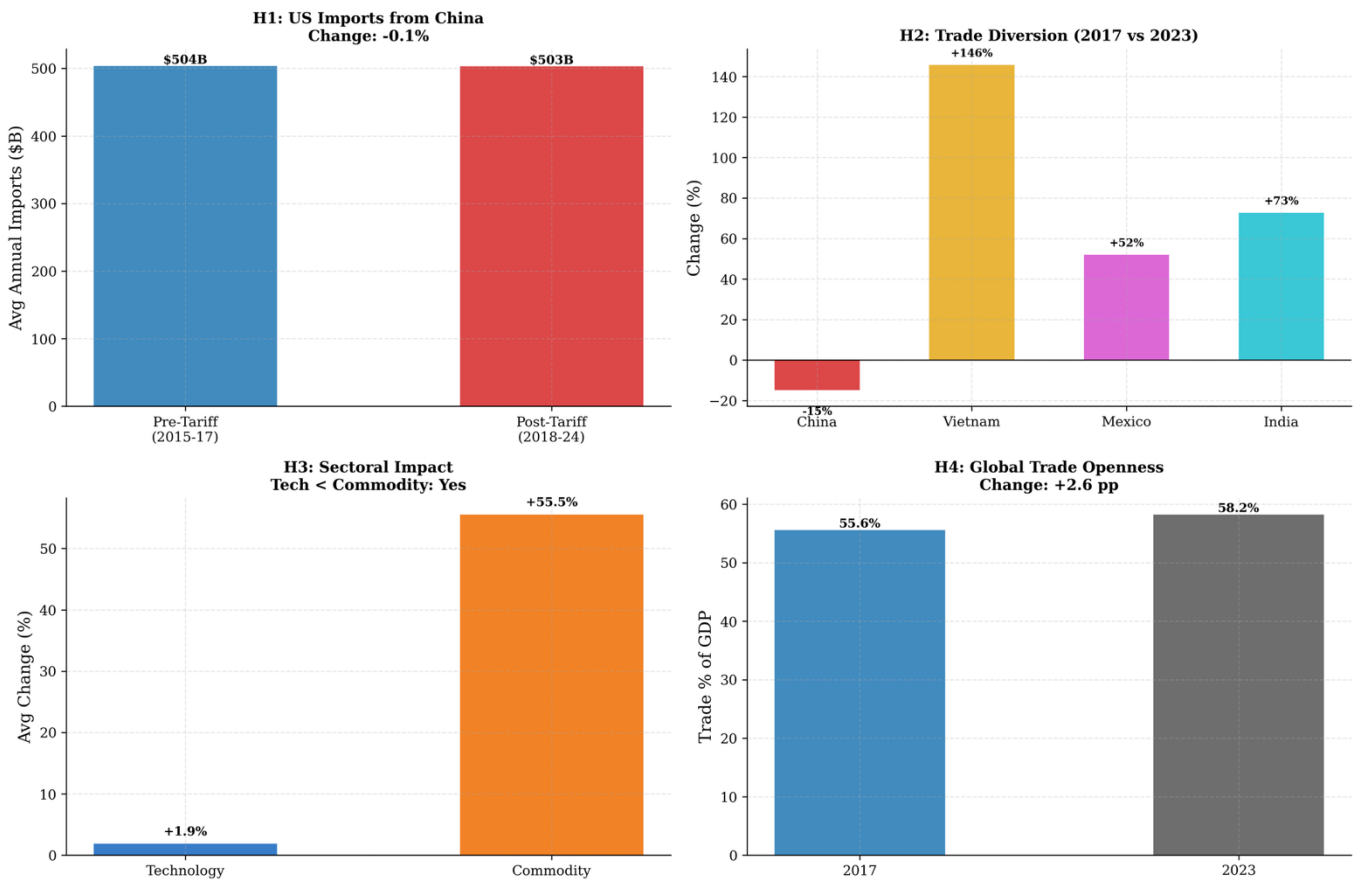 H1: US Imports from China
Change: -0.1%
Avg Annual Imports ($B)
500
400
300
200
100
0
$504B
$503B
Pre-Tariff
(2015-17)
Post-Tariff
(2018-24)
H2: Trade Diversion (2017 vs 2023)
Change (%)
140
120
100
80
60
40
20
0
−20
-15%
+146%
+52%
+73%
China
Vietnam
Mexico
India
H3: Sectoral Impact
Tech < Commodity: Yes
Avg Change (%)
50
40
30
20
10
0
+1.9%
+55.5%
Technology
Commodity
H4: Global Trade Openness
Change: +2.6 pp
Trade % of GDP
60
50
40
30
20
10
0
55.6%
58.2%
2017
2023